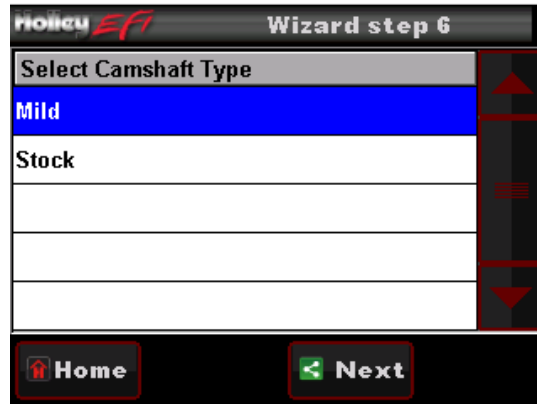 Holley EFI
Wizard step 6
Select Camshaft Type
Mild
Stock
Home
Next